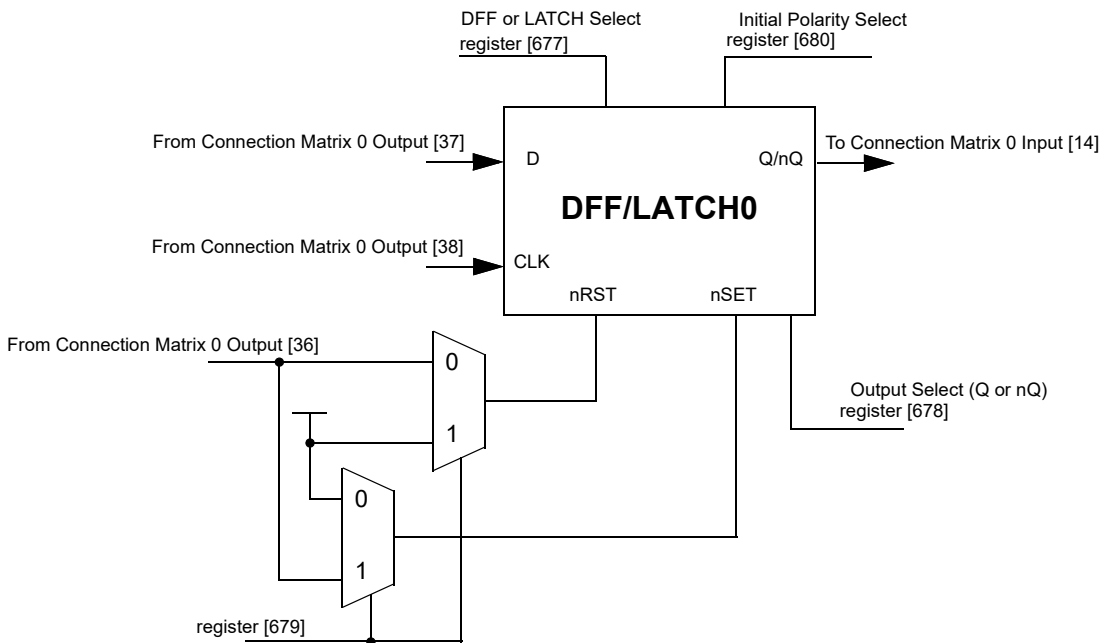 DFF or LATCH Select
register [677]
Initial Polarity Select
register [680]
From Connection Matrix 0 Output [37]
D
Q/nQ
To Connection Matrix 0 Input [14]
DFF/LATCH0
From Connection Matrix 0 Output [38]
CLK
nRST
nSET
From Connection Matrix 0 Output [36]
0
1
Output Select (Q or nQ)
register [678]
0
1
register [679]